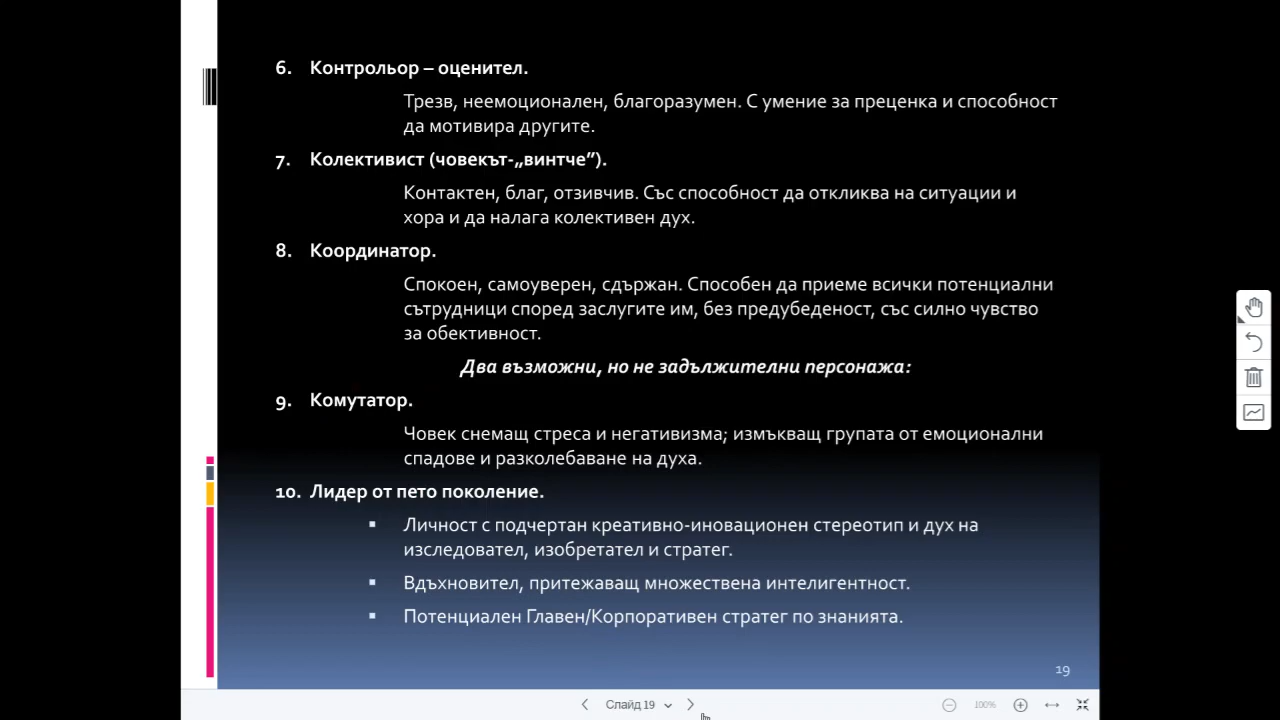 6. Контрольор – оценител.
Трезв, неемоционален, благоразумен. С умение за преценка и способност
да мотивира другите.
7. Колективист (човекът-„винтче”).
Контактен, благ, отзивчив. Със способност да откликва на ситуации и
хора и да налага колективен дух.
8. Координатор.
Спокоен, самоуверен, сдържан. Способен да приеме всички потенциални
сътрудници според заслугите им, без предубеденост, със силно чувство
за обективност.
Два възможни, но не задължителни персонажа:
9. Комутатор.
Човек снемащ стреса и негативизма; измъкващ групата от емоционални
спадове и разколебаване на духа.
10. Лидер от пето поколение.
▪ Личност с подчертан креативно-иновационен стереотип и дух на
изследовател, изобретател и стратег.
▪ Вдъхновител, притежаващ множествена интелигентност.
▪ Потенциален Главен/Корпоративен стратег по знанията.
19
Слайд 19
100%